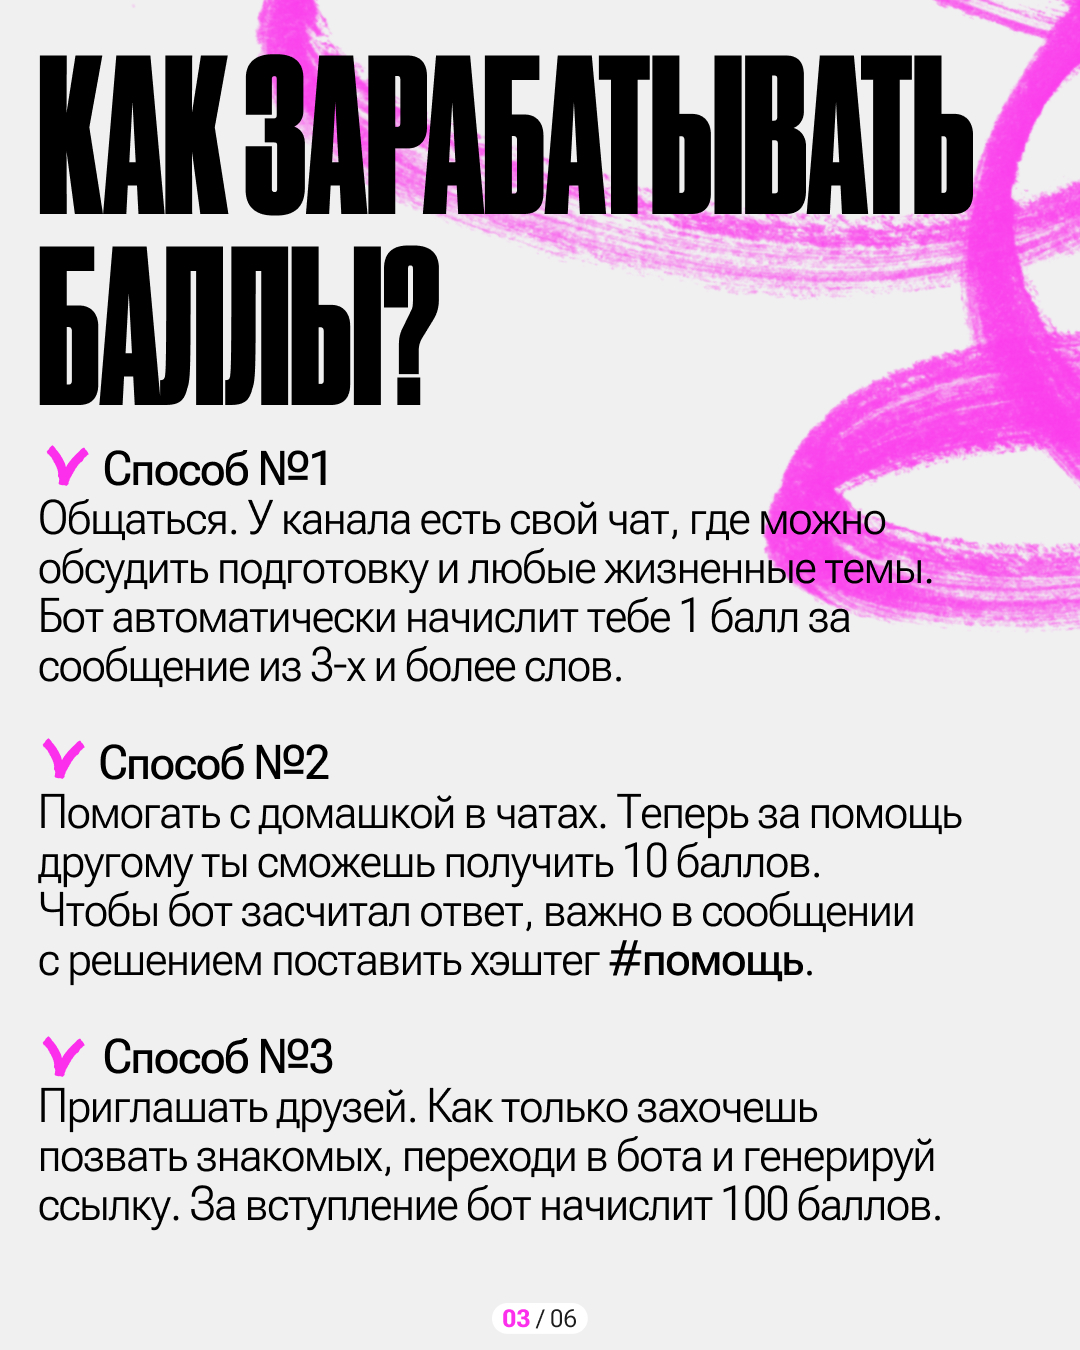 КАК ЗАРАБАТЫВАТЬ
БАЛЛЫ?
Способ №1
Общаться. У канала есть свой чат, где можно
обсудить подготовку и любые жизненные темы.
Бот автоматически начислит тебе 1 балл за
сообщение из 3-х и более слов.
Способ №2
Помогать с домашкой в чатах. Теперь за помощь
другому ты сможешь получить 10 баллов.
Чтобы бот засчитал ответ, важно в сообщении
с решением поставить хэштег #помощь.
Способ №3
Приглашать друзей. Как только захочешь
позвать знакомых, переходи в бота и генерируй
ссылку. За вступление бот начислит 100 баллов.
03 / 06